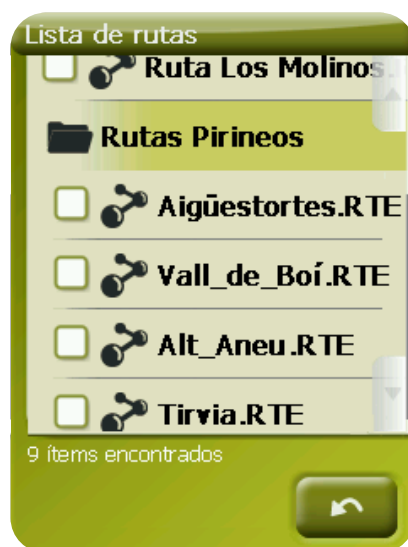 Lista de rutas
Ruta Los Molinos.
Rutas Pirineos
Aigüestortes.RTE
Vall_de_Boí.RTE
Alt_Aneu.RTE
Tirvia.RTE
9 ítems encontrados